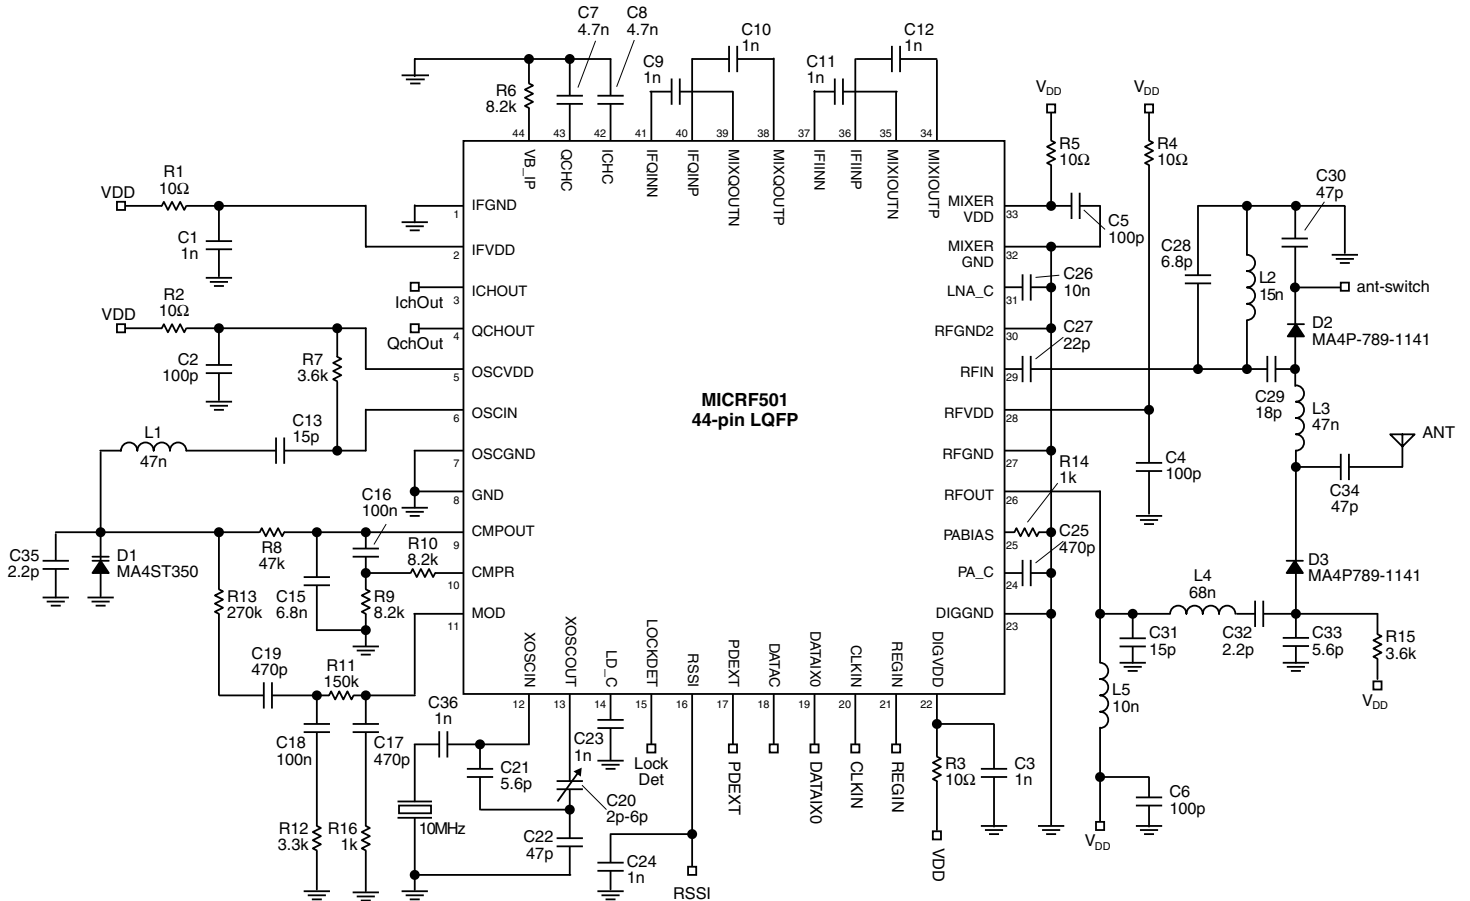 C7
4.7n
C8
4.7n
C10
1n
C12
1n
C9
1n
C11
1n
R6
8.2k
44
43
42
41
40
39
38
37
36
35
34
VB_IP
QCHC
ICHC
IFQINN
IFQINP
MIXQOUTN
MIXQOUTP
IFIINN
IFIINP
MIXIOUTN
MIXIOUTP
VDD
R1
10Ω
C1
1n
IFGND
1
IFVDD
2
ICHOUT
3
IchOut
QCHOUT
4
QchOut
VDD
R2
10Ω
C2
100p
R7
3.6k
OSCVDD
5
OSCIN
6
C13
15p
L1
47n
OSCGND
7
GND
8
C16
100n
CMPOUT
9
R8
47k
R10
8.2k
CMPR
10
C35
2.2p
D1
MA4ST350
R13
270k
C15
6.8n
R9
8.2k
MOD
11
C19
470p
R11
150k
C18
100n
C17
470p
R12
3.3k
R16
1k
MICRF501
44-pin LQFP
VDD
R5
10Ω
VDD
R4
10Ω
MIXER
VDD
33
C5
100p
MIXER
GND
32
C26
10n
LNA_C
31
RFGND2
30
C27
22p
RFIN
29
RFVDD
28
C4
100p
RFGND
27
R14
1k
RFOUT
26
PABIAS
25
C25
470p
PA_C
24
DIGGND
23
C30
47p
C28
6.8p
L2
15n
ant-switch
D2
MA4P-789-1141
C29
18p
L3
47n
ANT
C34
47p
D3
MA4P789-1141
L4
68n
C31
15p
C32
2.2p
C33
5.6p
R15
3.6k
VDD
L5
10n
C6
100p
VDD
XOSCIN
XOSCOUT
LD_C
LOCKDET
RSSI
PDEXT
DATAC
DATAIX0
CLKIN
REGIN
DIGVDD
12
13
14
15
16
17
18
19
20
21
22
C36
1n
C21
5.6p
C23
1n
C20
2p-6p
10MHz
C22
47p
Lock
Det
C24
1n
RSSI
PDEXT
DATAIX0
CLKIN
REGIN
R3
10Ω
C3
1n
VDD